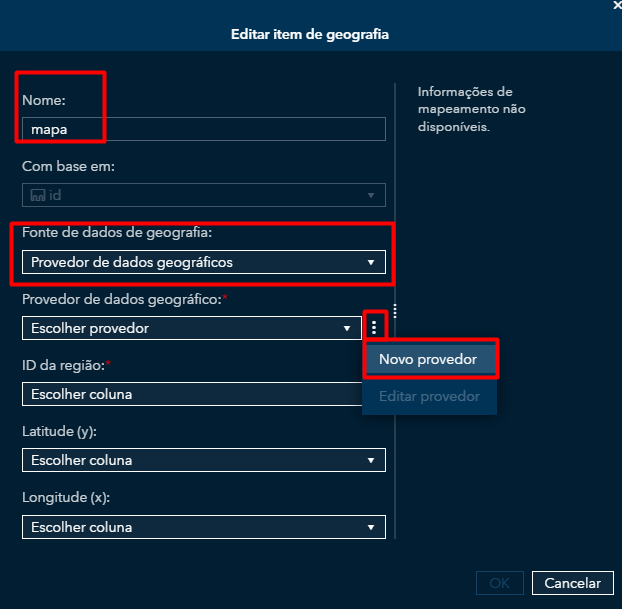 Editar item de geografia
Nome:
mapa
Com base em:
id
Fonte de dados de geografia:
Provedor de dados geográficos
Provedor de dados geográfico:*
Escolher provedor
Novo provedor
Editar provedor
ID da região:*
Escolher coluna
Latitude (y):
Escolher coluna
Longitude (x):
Escolher coluna
Informações de
mapeamento não
disponíveis.
OK
Cancelar